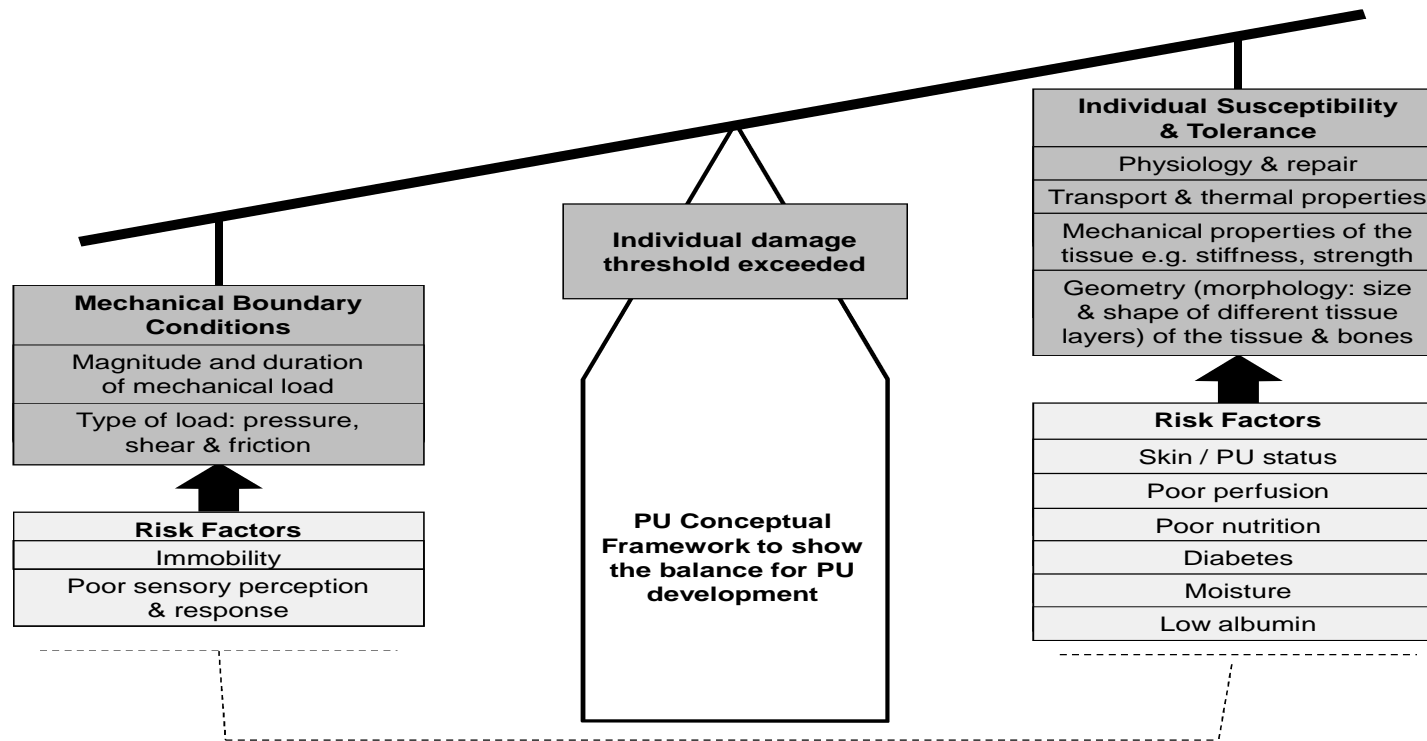 Mechanical Boundary
Conditions
Magnitude and duration
of mechanical load
Type of load: pressure,
shear & friction
Risk Factors
Immobility
Poor sensory perception
& response
Individual damage
threshold exceeded
PU Conceptual
Framework to show
the balance for PU
development
Individual Susceptibility
& Tolerance
Physiology & repair
Transport & thermal properties
Mechanical properties of the
tissue e.g. stiffness, strength
Geometry (morphology: size
& shape of different tissue
layers) of the tissue & bones
Risk Factors
Skin / PU status
Poor perfusion
Poor nutrition
Diabetes
Moisture
Low albumin